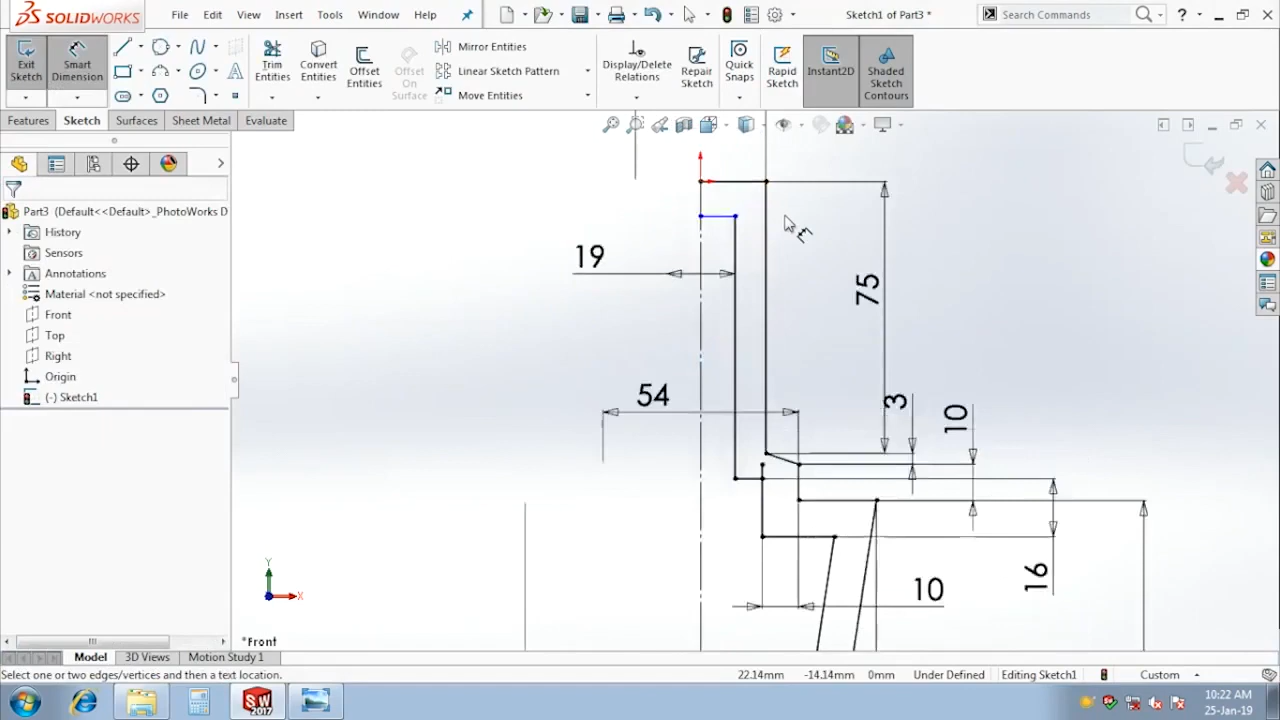 SOLIDWORKS
File Edit View Insert Tools Window Help
Sketch1 of Part3 *
Search Commands
Exit Sketch
Smart Dimension
Trim Entities
Convert Entities
Offset Entities
Offset On Surface
Mirror Entities
Linear Sketch Pattern
Move Entities
Display/Delete Relations
Repair Sketch
Quick Snaps
Rapid Sketch
Instant2D
Shaded Sketch Contours
Features Sketch Surfaces Sheet Metal Evaluate
Part3 (Default<<Default>_PhotoWorks D
History
Sensors
Annotations
Material <not specified>
Front
Top
Right
Origin
(-) Sketch1
19
75
54
3
10
16
10
Y
X
*Front
Model 3D Views Motion Study 1
Select one or two edges/vertices and then a text location.
22.14mm -14.14mm 0mm Under Defined Editing Sketch1 Custom
SW 2017
10:22 AM
25-Jan-19